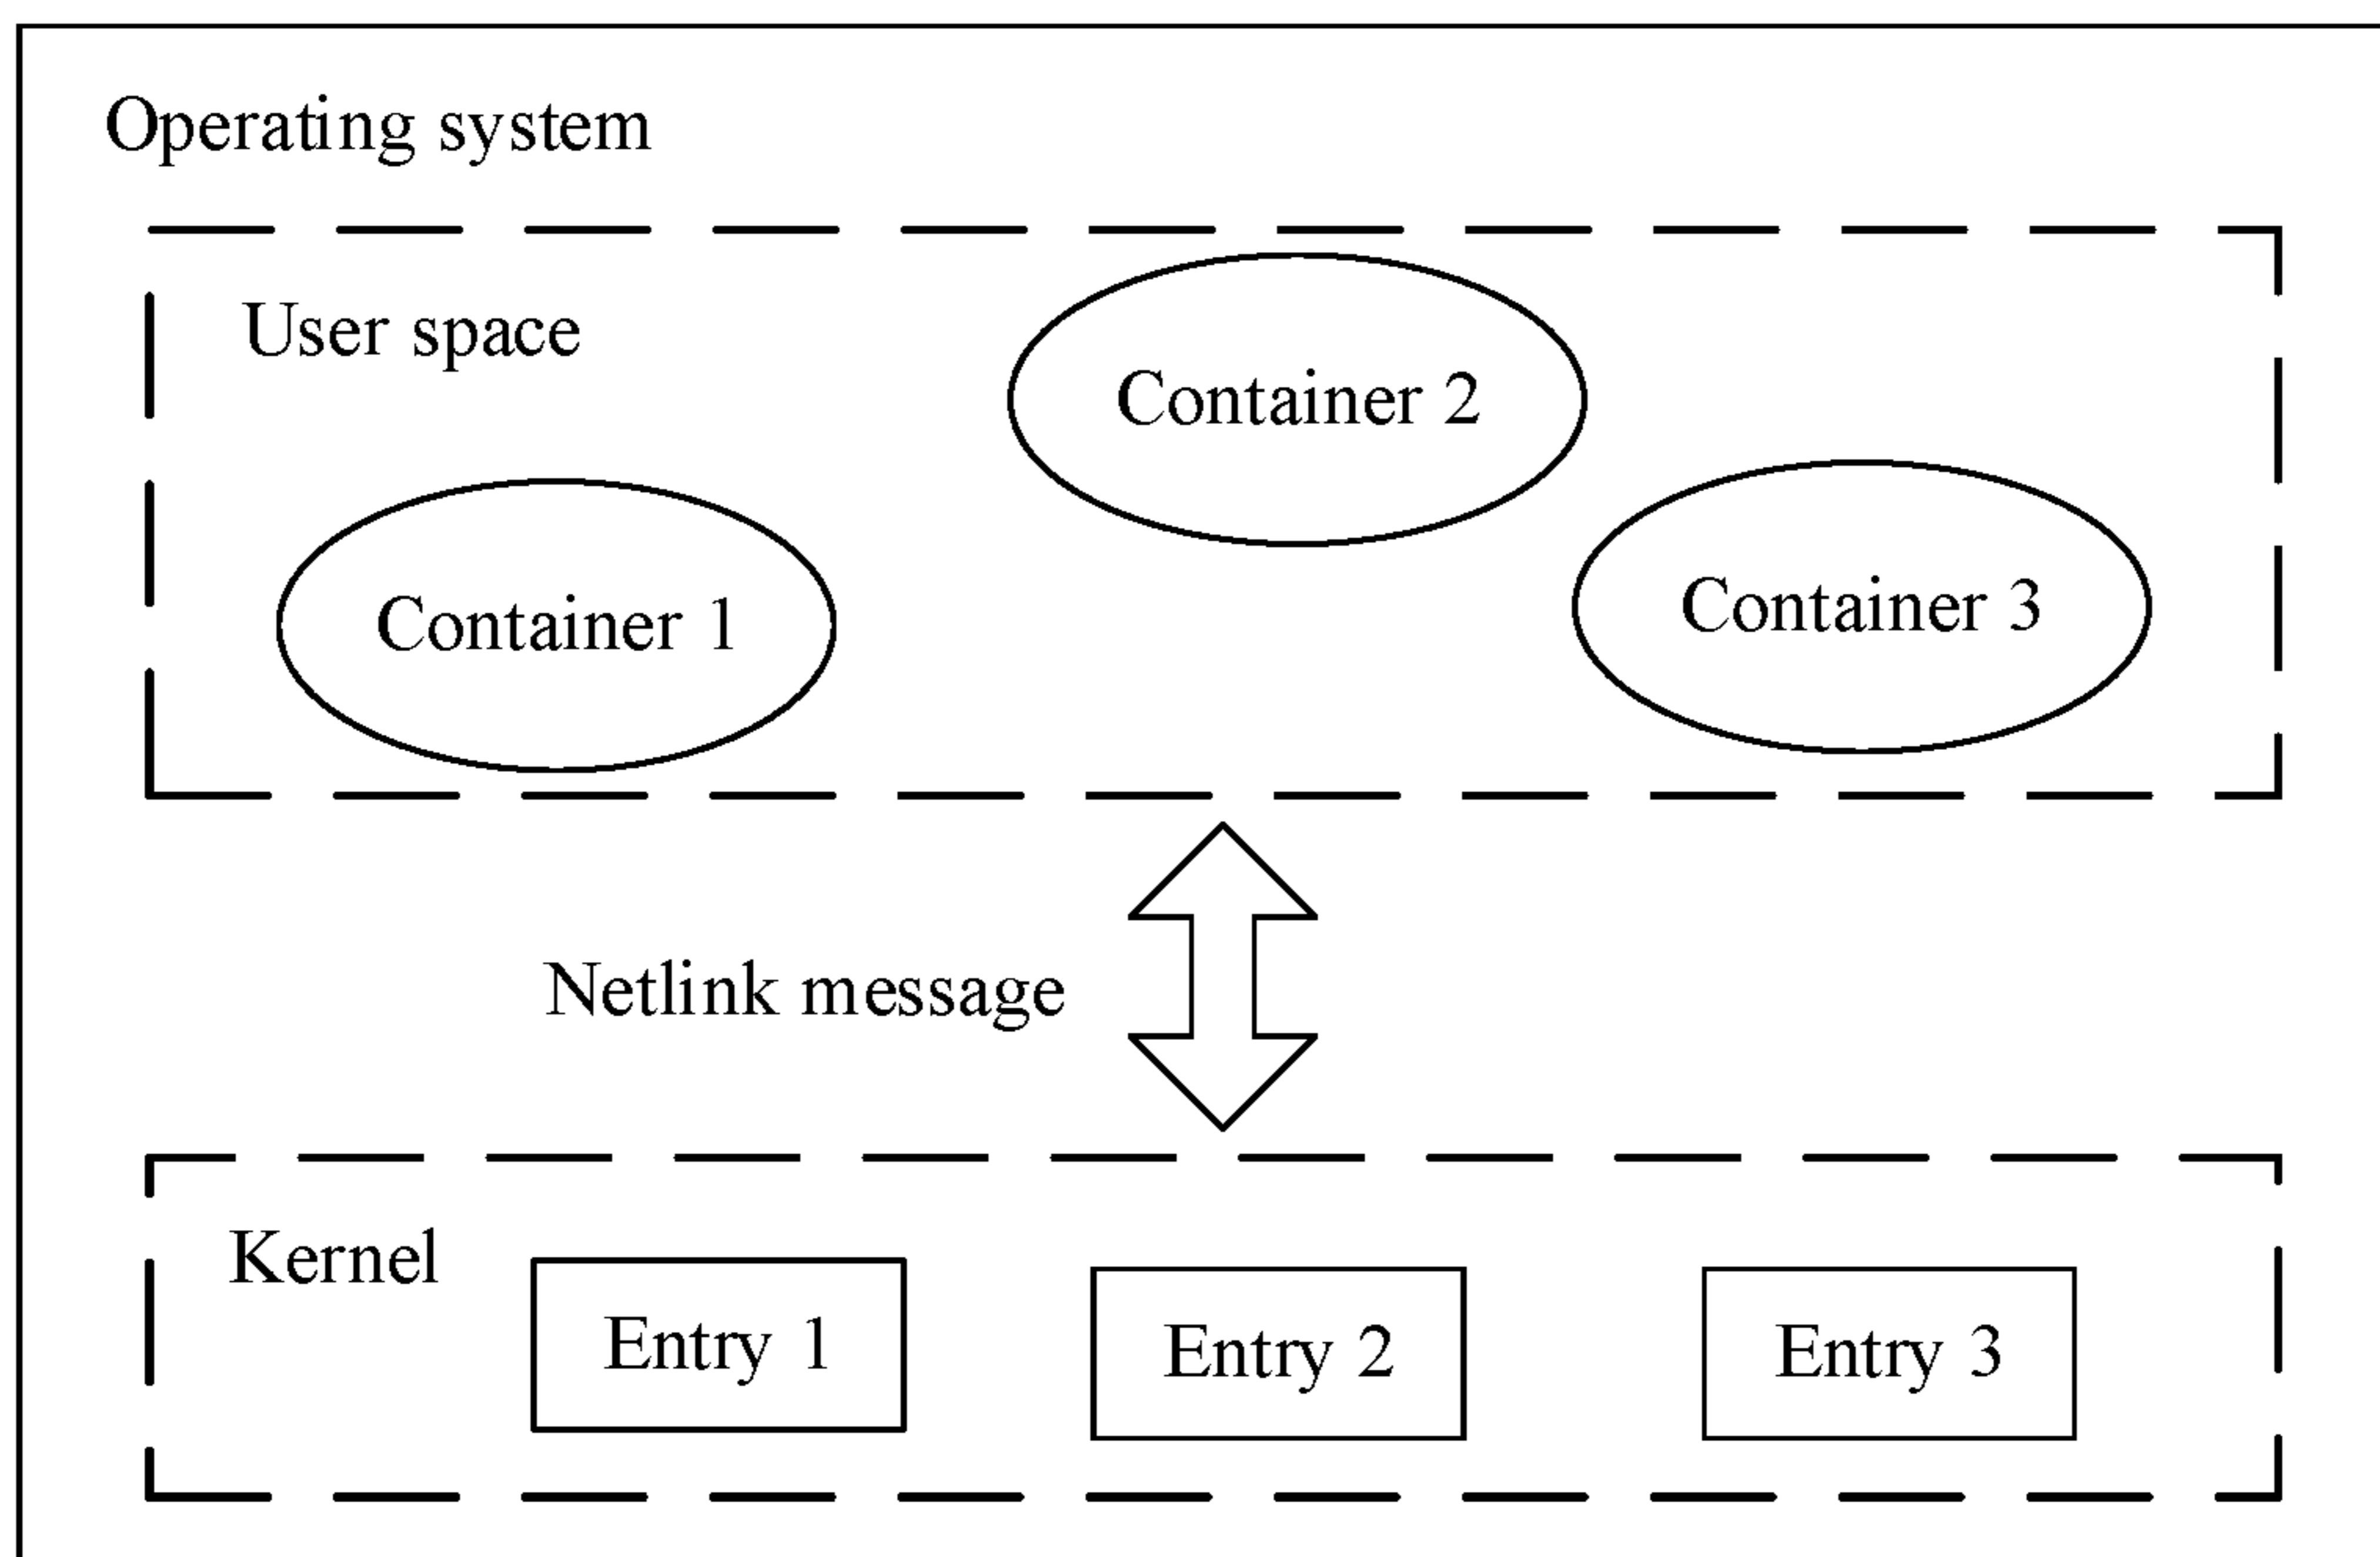 Operating system
User space
Container 2
Container 1
Container 3
Netlink message
Kernel
Entry 1
Entry 2
Entry 3